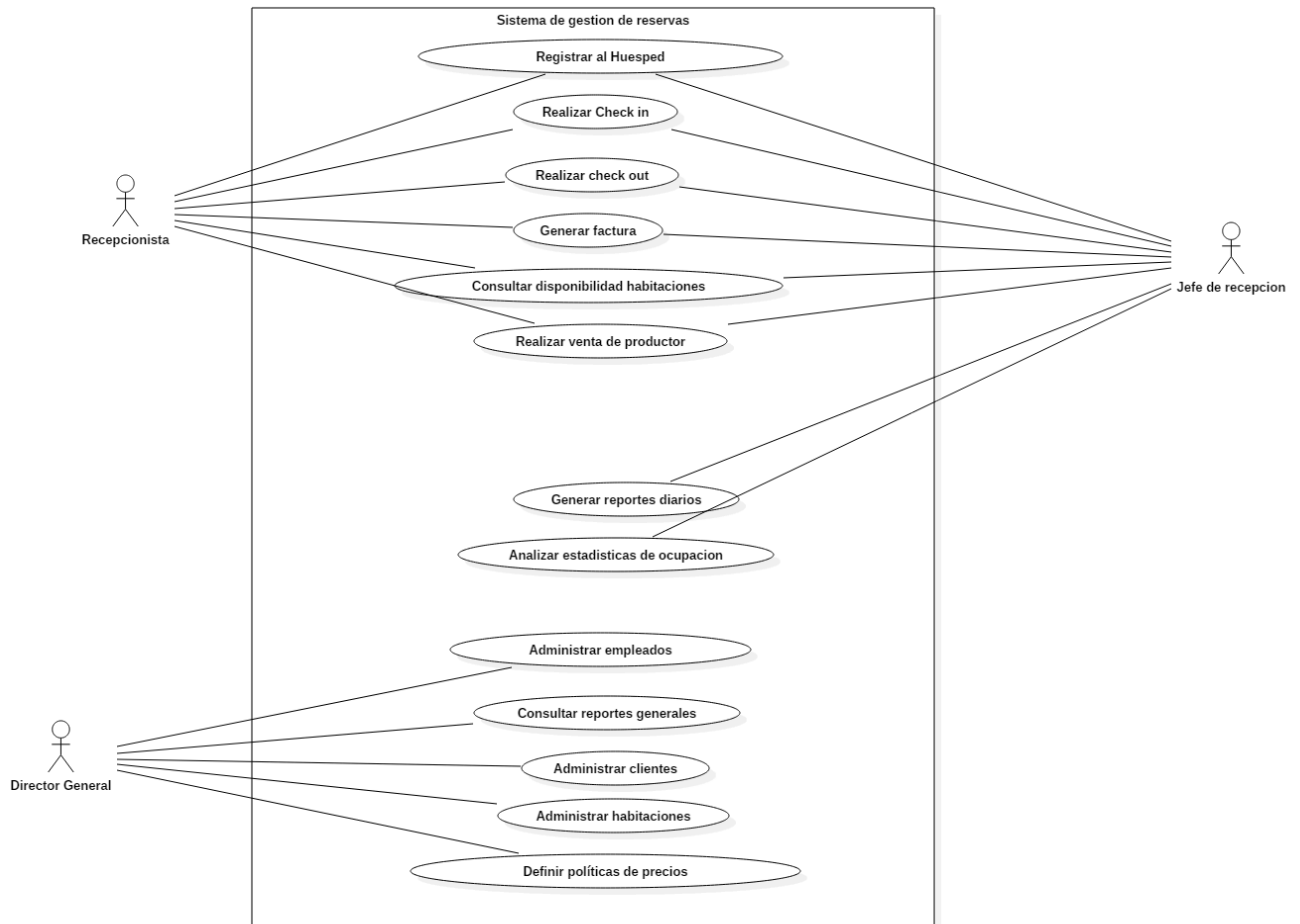 Sistema de gestion de reservas
Registrar al Huesped
Realizar Check in
Realizar check out
Recepcionista
Generar factura
Consultar disponibilidad habitaciones
Jefe de recepcion
Realizar venta de productor
Generar reportes diarios
Analizar estadisticas de ocupacion
Administrar empleados
Consultar reportes generales
Administrar clientes
Director General
Administrar habitaciones
Definir políticas de precios